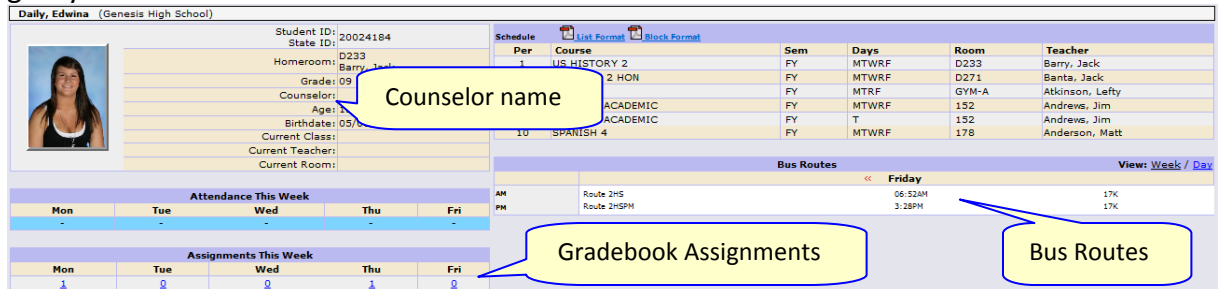 Daily, Edwina (Genesis High School)
Student ID: 20024184
State ID:
Homeroom: D233
Barry, Jack
Grade: 09
Counselor:
Age:
Birthdate: 05/0
Current Class:
Current Teacher:
Current Room:
Counselor name
Schedule List Format Block Format
Per Course Sem Days Room Teacher
1 US HISTORY 2 FY MTWRF D233 Barry, Jack
2 HON FY MTWRF D271 Banta, Jack
FY MTRF GYM-A Atkinson, Lefty
ACADEMIC FY MTWRF 152 Andrews, Jim
ACADEMIC FY T 152 Andrews, Jim
10 SPANISH 4 FY MTWRF 178 Anderson, Matt
Bus Routes View: Week / Day
« Friday
AM Route 2HS 06:52AM 17K
PM Route 2HSPM 3:28PM 17K
Bus Routes
Attendance This Week
Mon Tue Wed Thu Fri
- - - - -
Assignments This Week
Mon Tue Wed Thu Fri
1 0 0 1 0
Gradebook Assignments